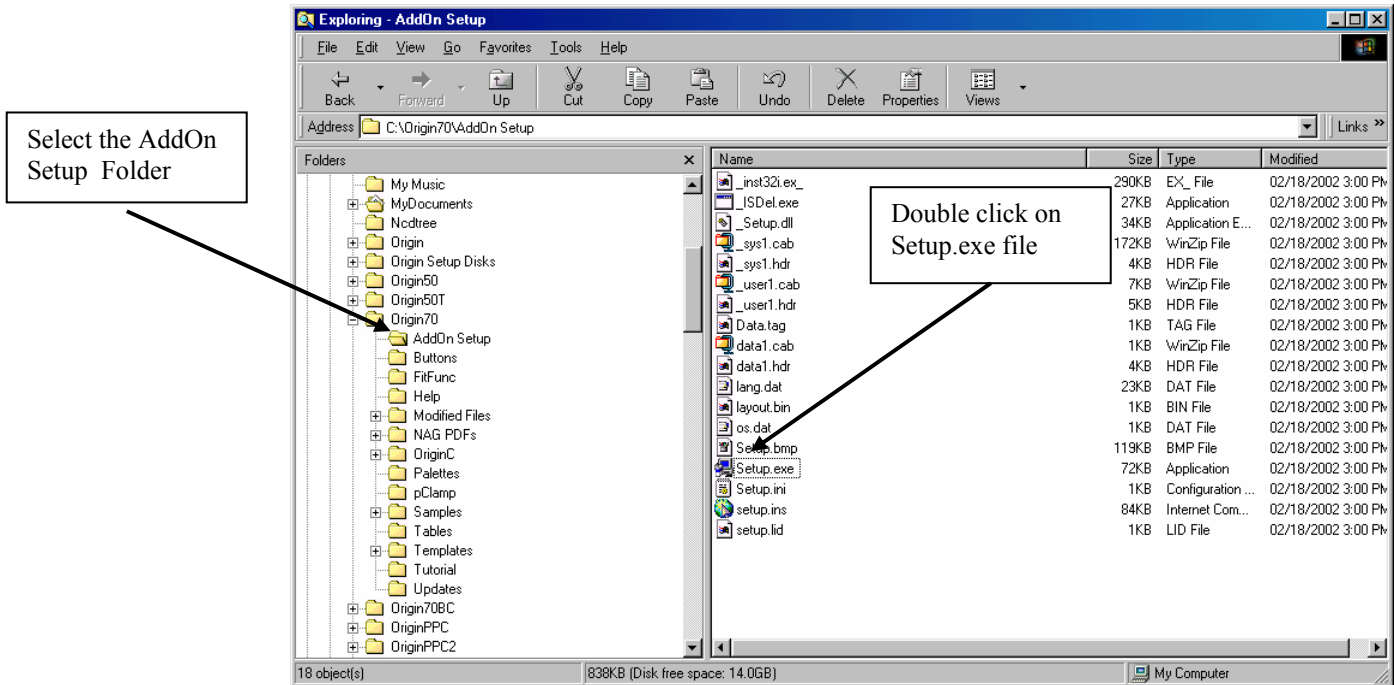 Exploring - AddOn Setup
File Edit View Go Favorites Tools Help
Back Forward Up Cut Copy Paste Undo Delete Properties Views
Address C:\Origin70\AddOn Setup Links »
Select the AddOn
Setup Folder
Folders
My Music
MyDocuments
Ncdtree
Origin
Origin Setup Disks
Origin50
Origin50T
Origin70
AddOn Setup
Buttons
FitFunc
Help
Modified Files
NAG PDFs
OriginC
Palettes
pClamp
Samples
Tables
Templates
Tutorial
Updates
Origin70BC
OriginPPC
OriginPPC2
Name Size Type Modified
_inst32i.ex_ 290KB EX_ File 02/18/2002 3:00 PM
_ISDel.exe 27KB Application 02/18/2002 3:00 PM
_Setup.dll 34KB Application E... 02/18/2002 3:00 PM
_sys1.cab 172KB WinZip File 02/18/2002 3:00 PM
_sys1.hdr 4KB HDR File 02/18/2002 3:00 PM
_user1.cab 7KB WinZip File 02/18/2002 3:00 PM
_user1.hdr 5KB HDR File 02/18/2002 3:00 PM
Data.tag 1KB TAG File 02/18/2002 3:00 PM
data1.cab 1KB WinZip File 02/18/2002 3:00 PM
data1.hdr 4KB HDR File 02/18/2002 3:00 PM
lang.dat 23KB DAT File 02/18/2002 3:00 PM
layout.bin 1KB BIN File 02/18/2002 3:00 PM
os.dat 1KB DAT File 02/18/2002 3:00 PM
Setup.bmp 119KB BMP File 02/18/2002 3:00 PM
Setup.exe 72KB Application 02/18/2002 3:00 PM
Setup.ini 1KB Configuration ... 02/18/2002 3:00 PM
setup.ins 84KB Internet Com... 02/18/2002 3:00 PM
setup.lid 1KB LID File 02/18/2002 3:00 PM
Double click on
Setup.exe file
18 object(s) 838KB (Disk free space: 14.0GB) My Computer